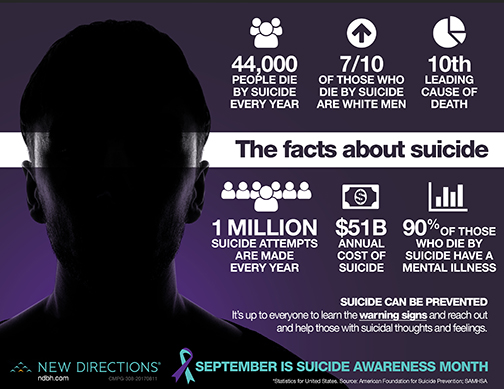 44,000
PEOPLE DIE
BY SUICIDE
EVERY YEAR
7/10
OF THOSE WHO
DIE BY SUICIDE
ARE WHITE MEN
10th
LEADING
CAUSE OF
DEATH
The facts about suicide
1 MILLION
SUICIDE ATTEMPTS
ARE MADE
EVERY YEAR
$51B
ANNUAL
COST OF
SUICIDE
90% OF THOSE
WHO DIE BY
SUICIDE HAVE A
MENTAL ILLNESS
SUICIDE CAN BE PREVENTED
It's up to everyone to learn the warning signs and reach out
and help those with suicidal thoughts and feelings.
NEW DIRECTIONS®
ndbh.com
SEPTEMBER IS SUICIDE AWARENESS MONTH
*Statistics for United States. Source: American Foundation for Suicide Prevention; SAMHSA